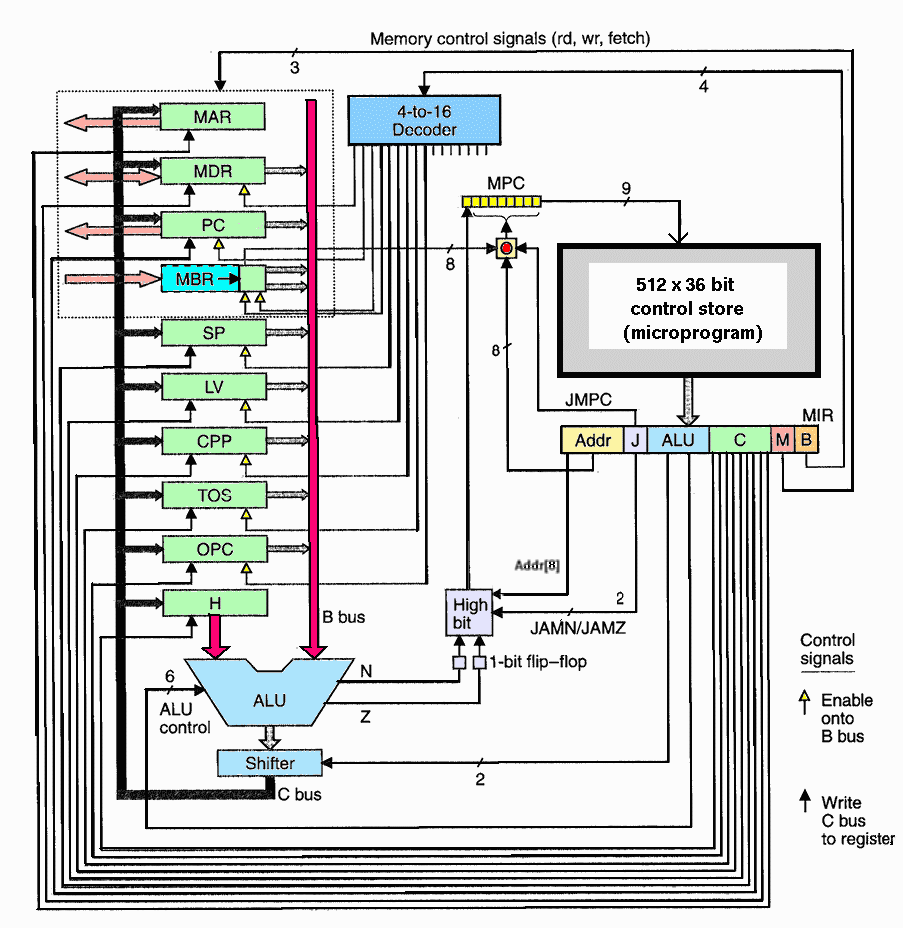 Memory control signals (rd, wr, fetch)
3
4
MAR
4-to-16
Decoder
MDR
MPC
9
PC
8
MBR
512 x 36 bit
control store
(microprogram)
SP
8
LV
JMPC
MIR
CPP
Addr
J
ALU
C
M
B
TOS
OPC
Addr[8]
H
High
bit
2
B bus
JAMN/JAMZ
Control
signals
N
1-bit flip–flop
6
ALU
control
ALU
Z
Enable
onto
B bus
Shifter
2
C bus
Write
C bus
to register